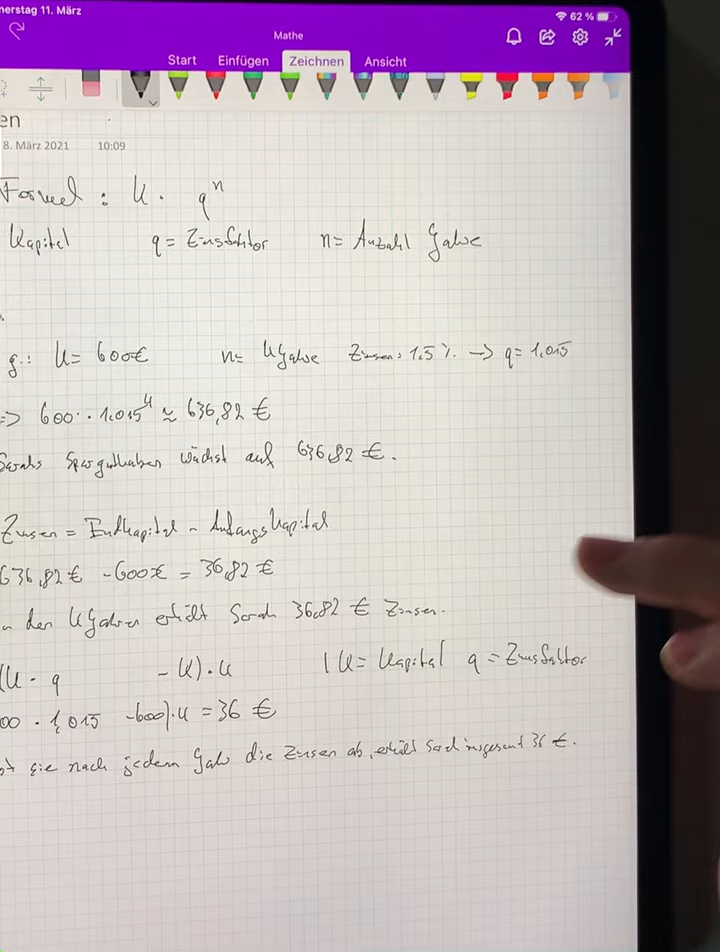 nerstag 11. März 62 %
Mathe
Start Einfügen Zeichnen Ansicht
en
8. März 2021 10:09
Formel : K · qⁿ
Kapital q = Zinsfaktor n = Anzahl Jahre
g.: K = 600€ n = 4 Jahre Zinsen: 1,5 % -> q = 1,015
=> 600 · 1,015⁴ ≈ 636,82 €
Sarahs Sparguthaben wächst auf 636,82 €.
Zinsen = Endkapital - Anfangskapital
636,82 € - 600 € = 36,82 €
n den 4 Jahren erhält Sarah 36,82 € Zinsen.
(K · q - K) · 4 | K = Kapital q = Zinsfaktor
00 · 1,015 - 600) · 4 = 36 €
bt sie nach jedem Jahr die Zinsen ab, erhält Sarah insgesamt 36 €.